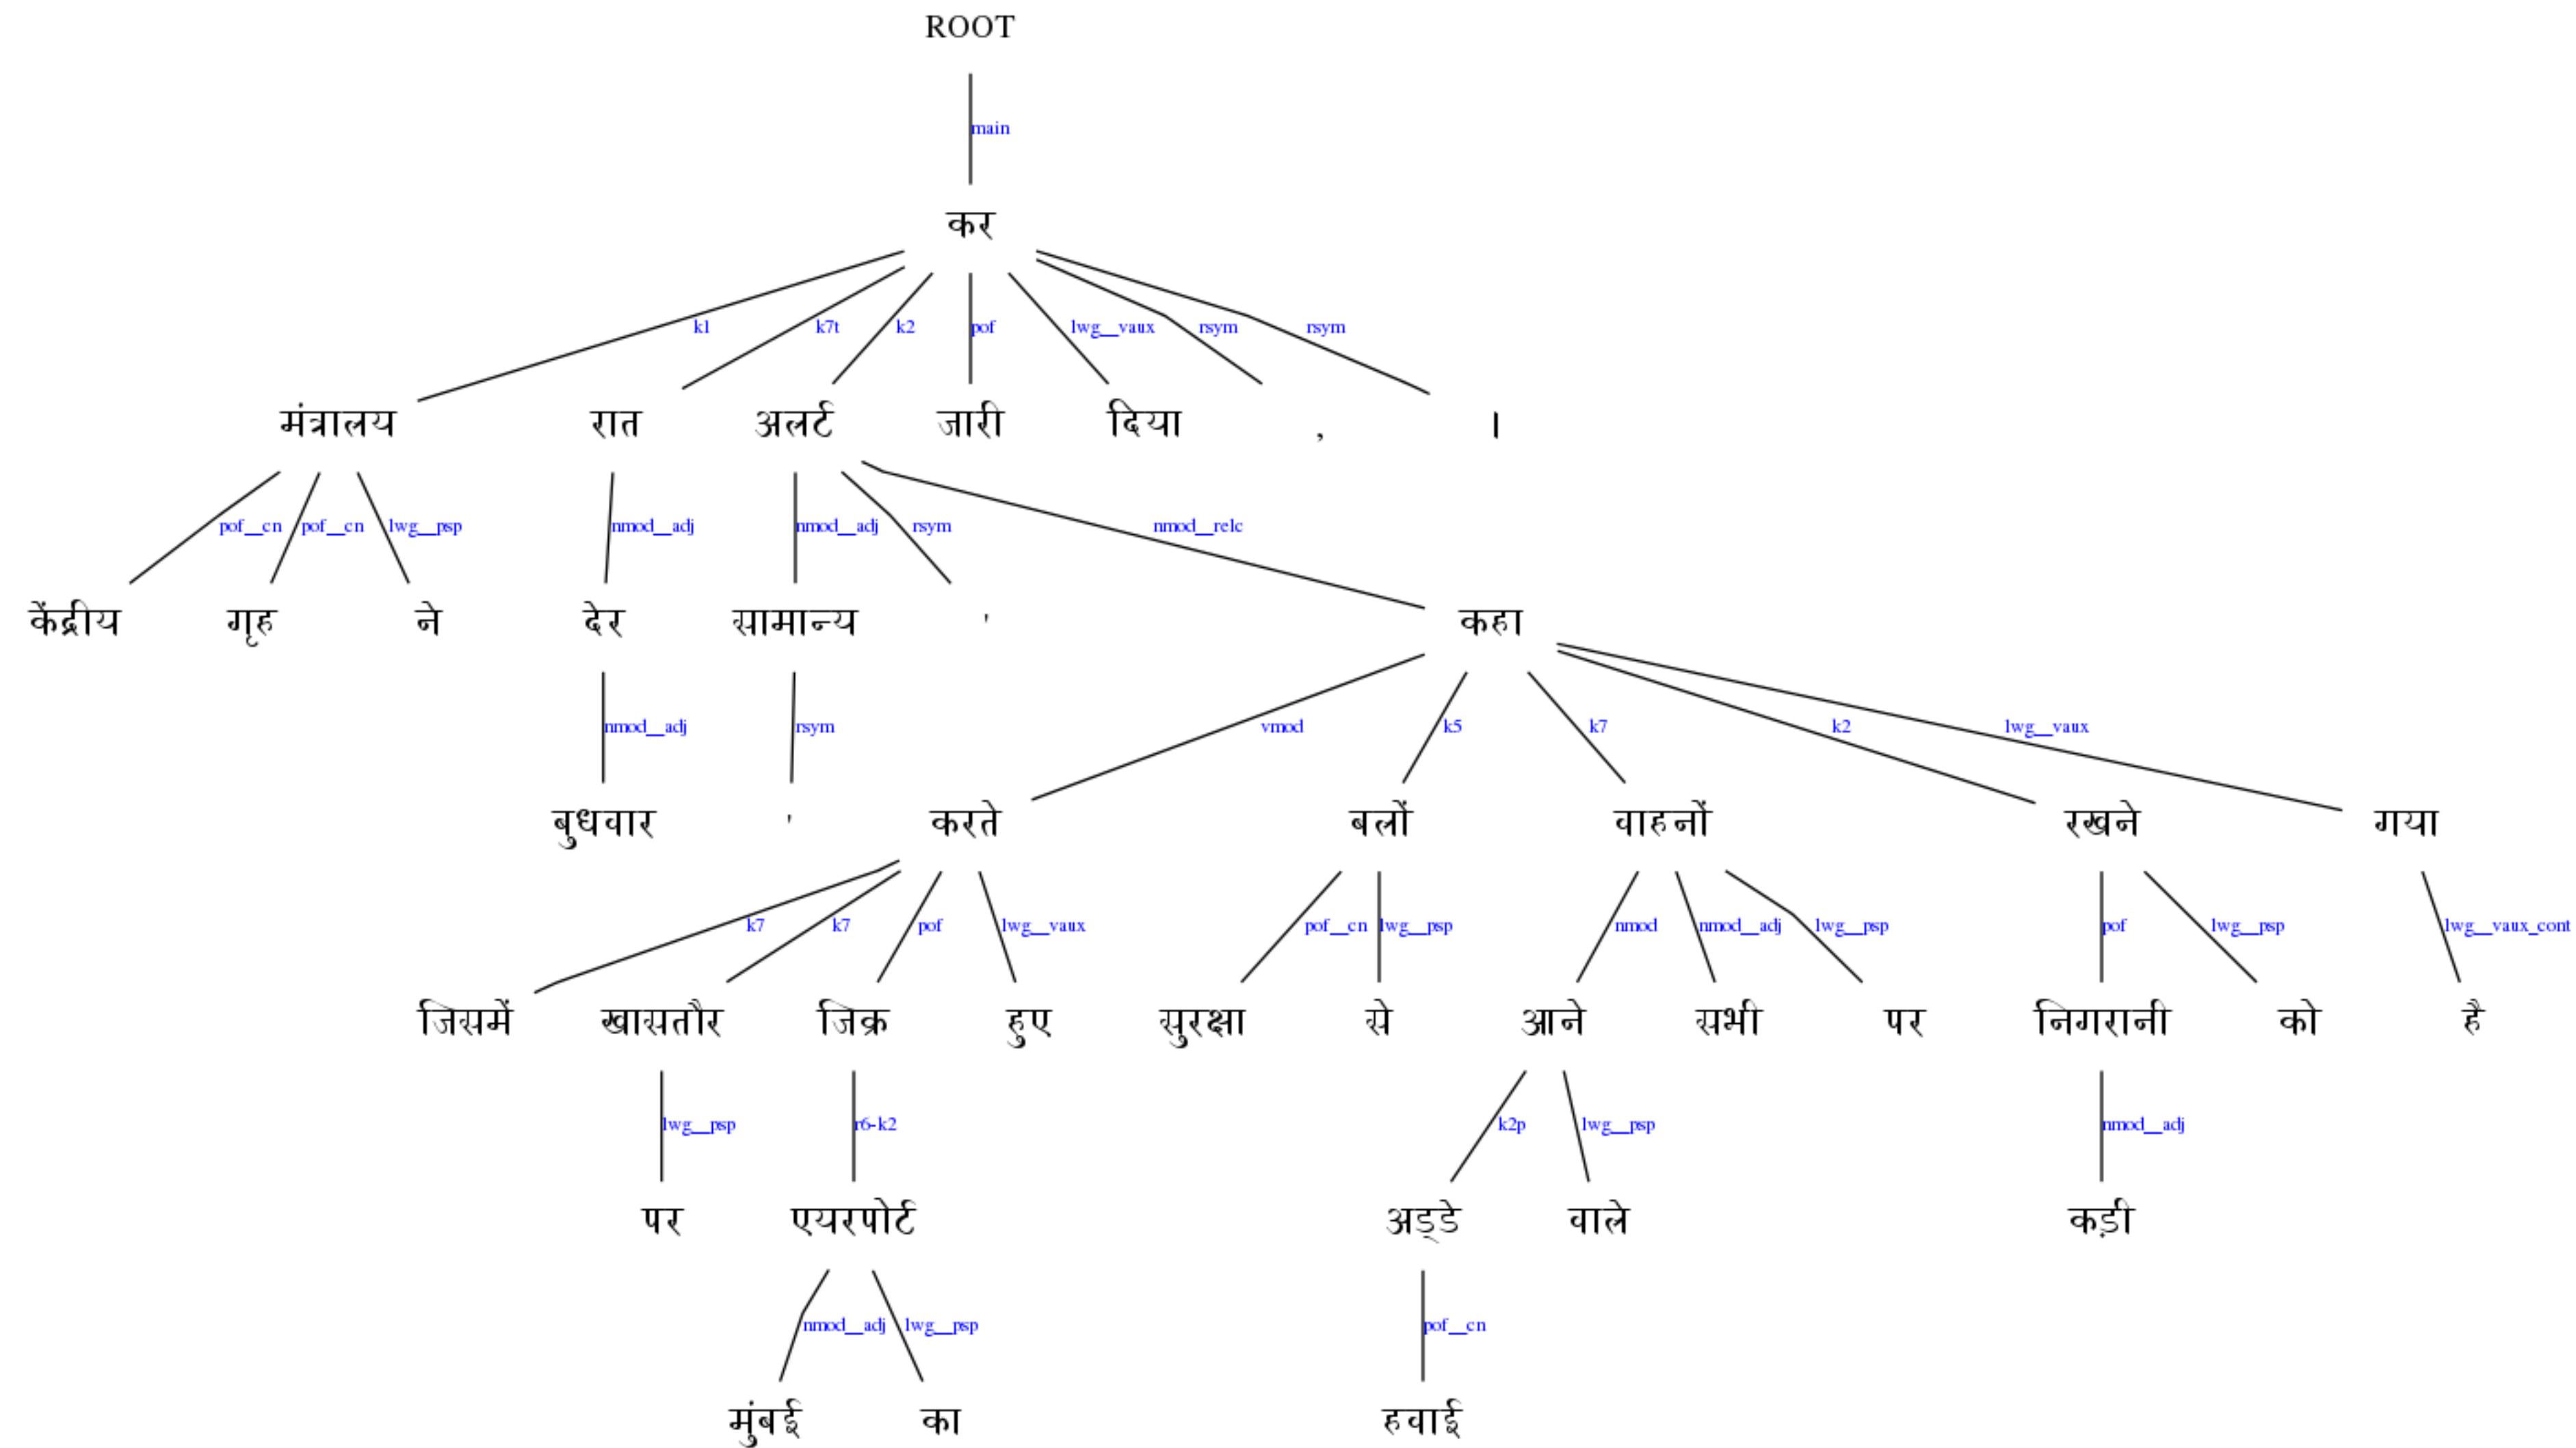 ROOT
main
कर
k1 k7t k2 pof lwg__vaux rsym rsym
मंत्रालय रात अलर्ट जारी दिया , ।
pof__cn pof__cn lwg__psp nmod__adj nmod__adj rsym nmod__relc
केंद्रीय गृह ने देर सामान्य ' कहा
nmod__adj rsym vmod k5 k7 k2 lwg__vaux
बुधवार ' करते बलों वाहनों रखने गया
k7 k7 pof lwg__vaux pof__cn lwg__psp nmod nmod__adj lwg__psp pof lwg__psp lwg__vaux_cont
जिसमें खासतौर जिक्र हुए सुरक्षा से आने सभी पर निगरानी को है
lwg__psp r6-k2 k2p lwg__psp nmod__adj
पर एयरपोर्ट अड्डे वाले कड़ी
nmod__adj lwg__psp pof__cn
मुंबई का हवाई